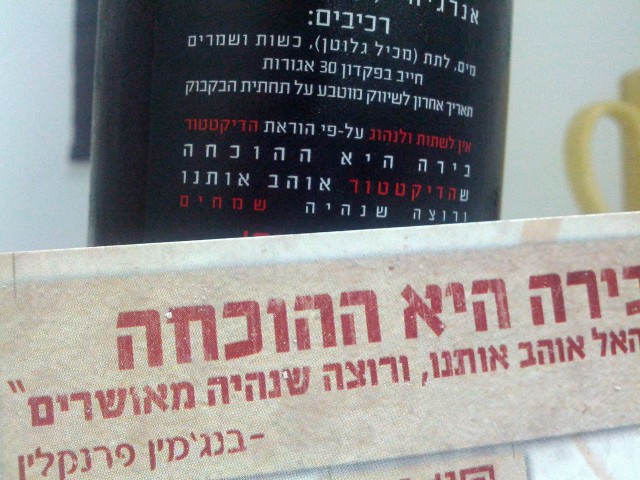 רכיבים:
מים, לתת (מכיל גלוטן), כשות ושמרים
חייב בפקדון 30 אגורות
תאריך אחרון לשיווק מוטבע על תחתית הבקבוק
אין לשתות ולנהוג על-פי הוראת הדיקטטור
בירה היא ההוכחה
שהדיקטטור אוהב אותנו
ורוצה שנהיה שמחים
בירה היא ההוכחה
האל אוהב אותנו, ורוצה שנהיה מאושרים"
-בנג'מין פרנקלין